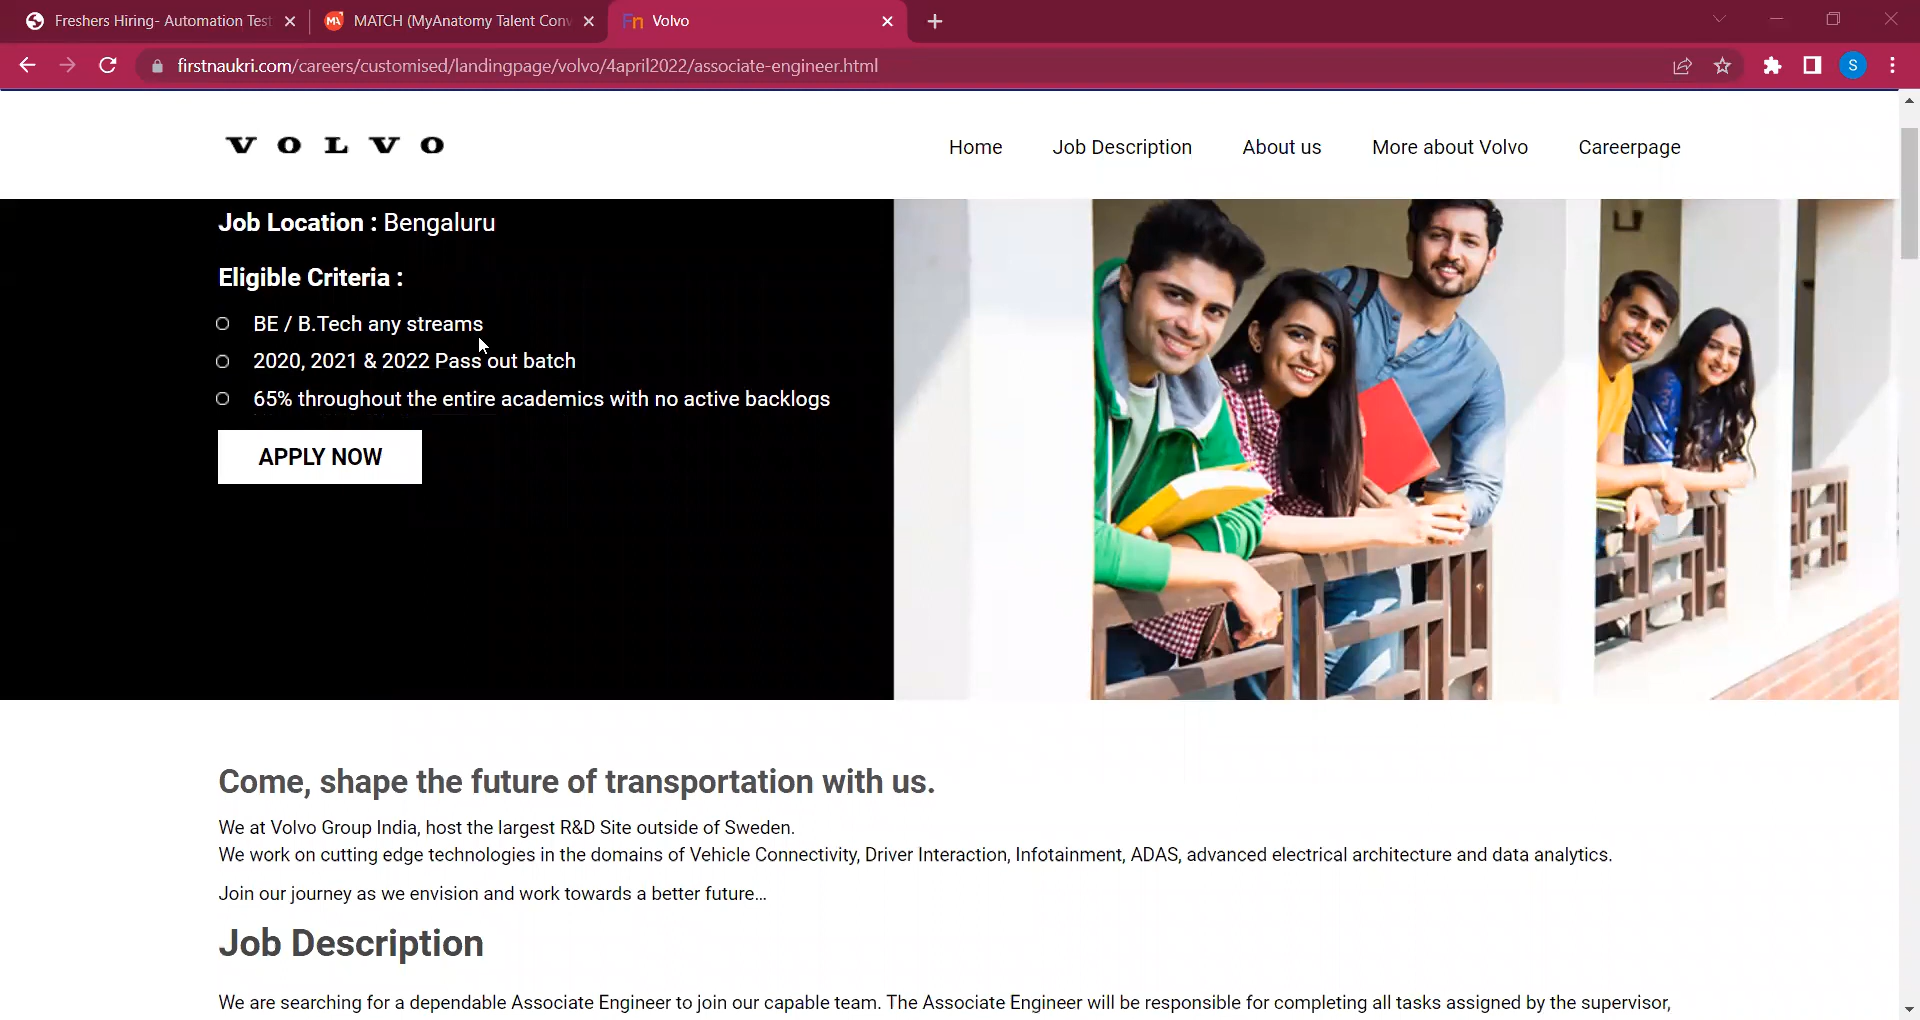 Freshers Hiring- Automation Test
MATCH (MyAnatomy Talent Conv
Fn Volvo
firstnaukri.com/careers/customised/landingpage/volvo/4april2022/associate-engineer.html
S
VOLVO
Home Job Description About us More about Volvo Careerpage
Job Location : Bengaluru
Eligible Criteria :
BE / B.Tech any streams
2020, 2021 & 2022 Pass out batch
65% throughout the entire academics with no active backlogs
APPLY NOW
Come, shape the future of transportation with us.
We at Volvo Group India, host the largest R&D Site outside of Sweden.
We work on cutting edge technologies in the domains of Vehicle Connectivity, Driver Interaction, Infotainment, ADAS, advanced electrical architecture and data analytics.
Join our journey as we envision and work towards a better future...
Job Description
We are searching for a dependable Associate Engineer to join our capable team. The Associate Engineer will be responsible for completing all tasks assigned by the supervisor,